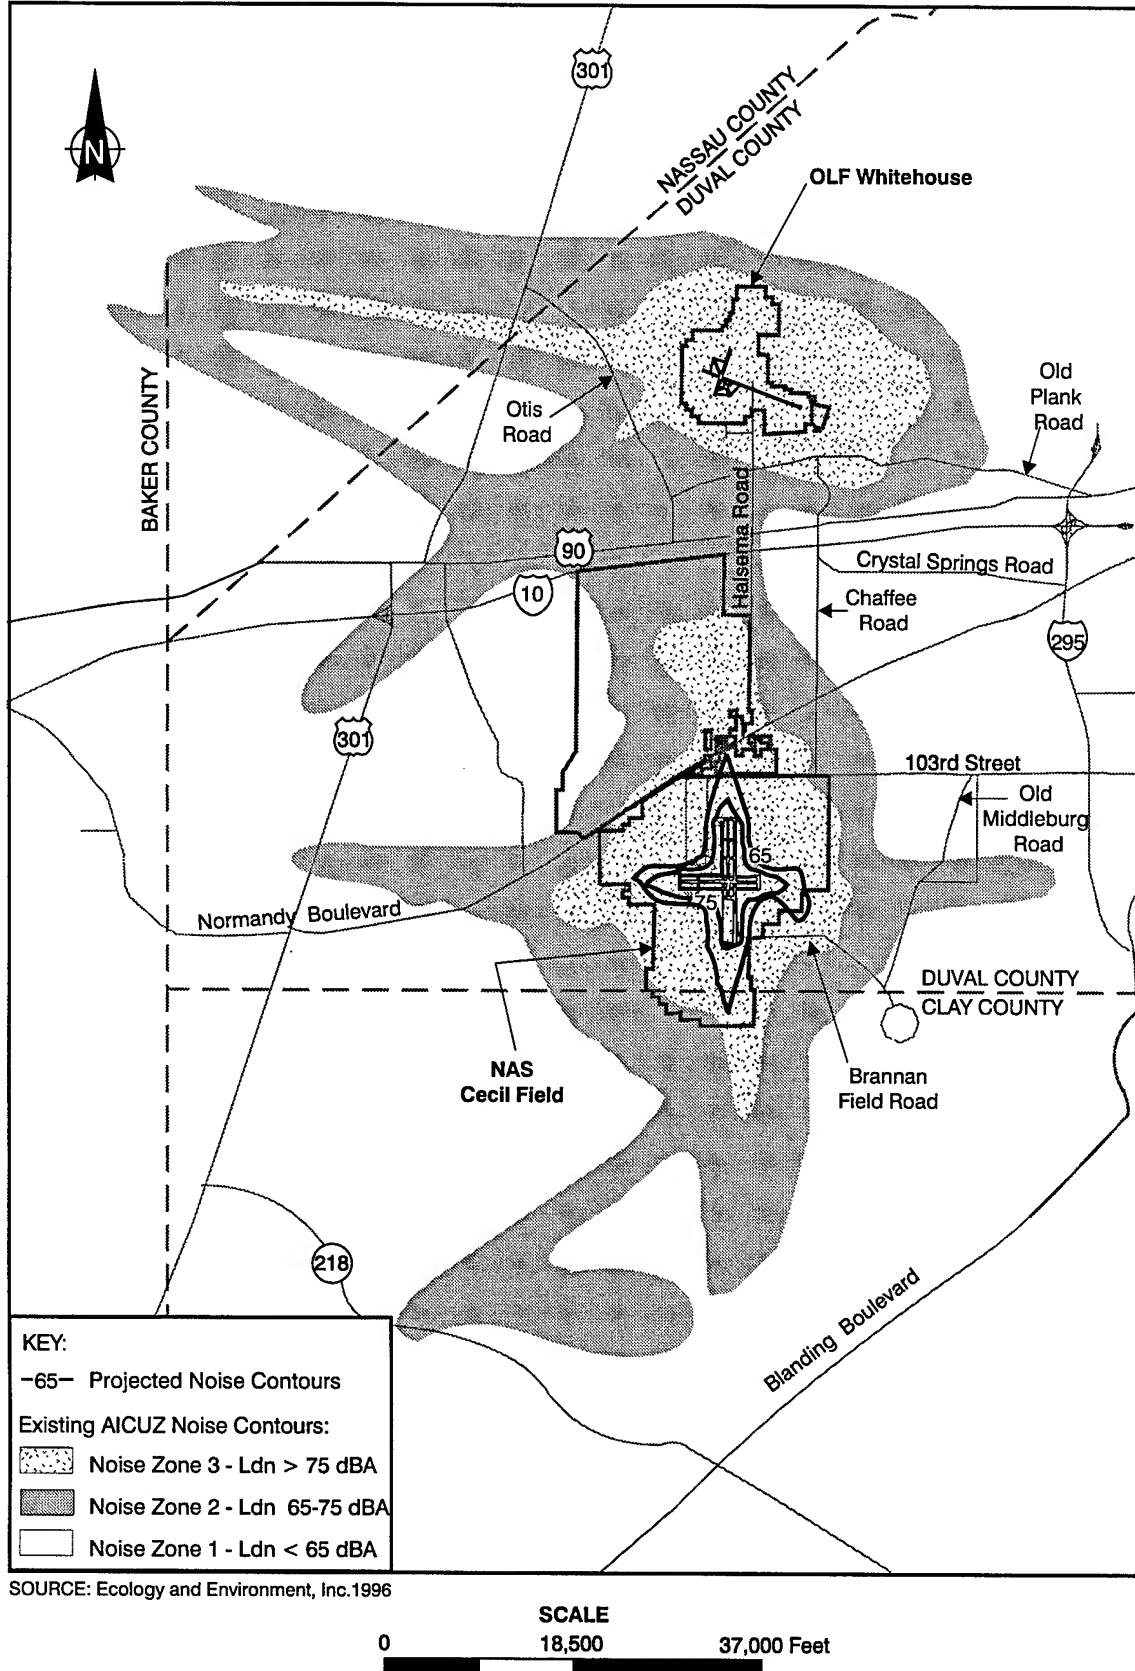 301
N
NASSAU COUNTY
DUVAL COUNTY
OLF Whitehouse
BAKER COUNTY
Otis
Road
Old
Plank
Road
Halsema Road
90
10
Crystal Springs Road
Chaffee
Road
295
301
103rd Street
Old
Middleburg
Road
65
75
Normandy Boulevard
DUVAL COUNTY
CLAY COUNTY
NAS
Cecil Field
Brannan
Field Road
218
Blanding Boulevard
KEY:
-65- Projected Noise Contours
Existing AICUZ Noise Contours:
Noise Zone 3 - Ldn > 75 dBA
Noise Zone 2 - Ldn 65-75 dBA
Noise Zone 1 - Ldn < 65 dBA
SOURCE: Ecology and Environment, Inc.1996
SCALE
0 18,500 37,000 Feet